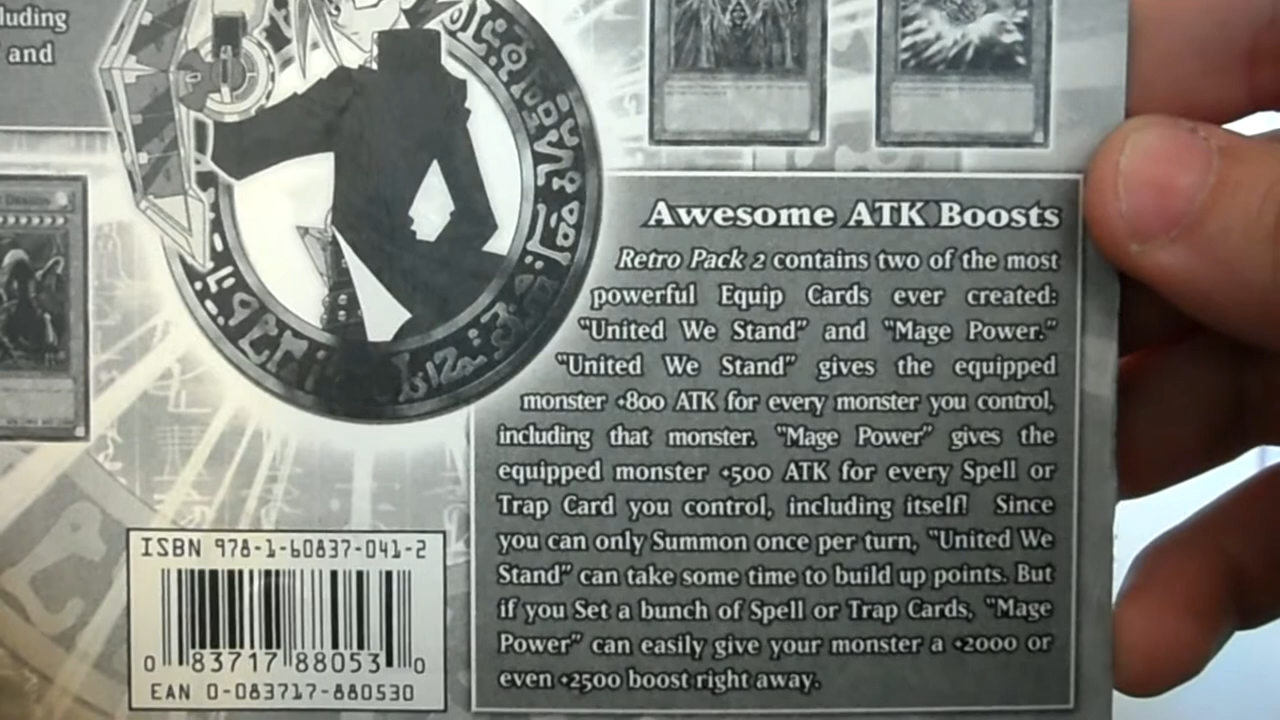 luding
and
Dragon
Awesome ATK Boosts
Retro Pack 2 contains two of the most
powerful Equip Cards ever created:
"United We Stand" and "Mage Power."
"United We Stand" gives the equipped
monster +800 ATK for every monster you control,
including that monster. "Mage Power" gives the
equipped monster +500 ATK for every Spell or
Trap Card you control, including itself! Since
you can only Summon once per turn, "United We
Stand" can take some time to build up points. But
if you Set a bunch of Spell or Trap Cards, "Mage
Power" can easily give your monster a +2000 or
even +2500 boost right away.
ISBN 978-1-60837-041-2
0 83717 88053 0
EAN 0-083717-880530